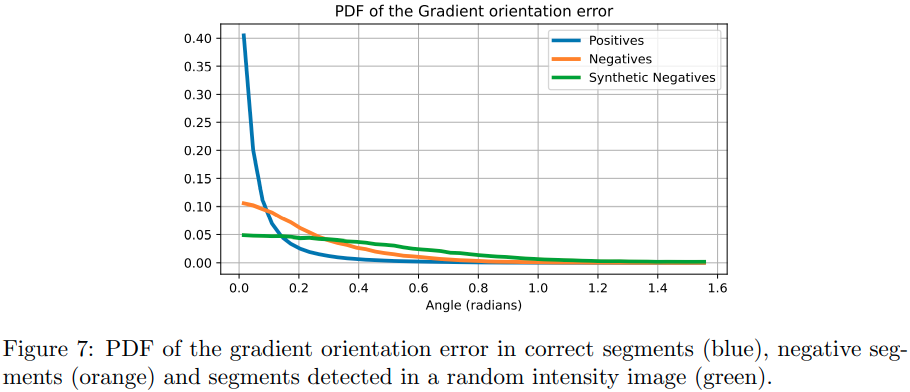 PDF of the Gradient orientation error
0.40
0.35
0.30
0.25
0.20
0.15
0.10
0.05
0.00
Positives
Negatives
Synthetic Negatives
0.0 0.2 0.4 0.6 0.8 1.0 1.2 1.4 1.6
Angle (radians)
Figure 7: PDF of the gradient orientation error in correct segments (blue), negative seg-
ments (orange) and segments detected in a random intensity image (green).